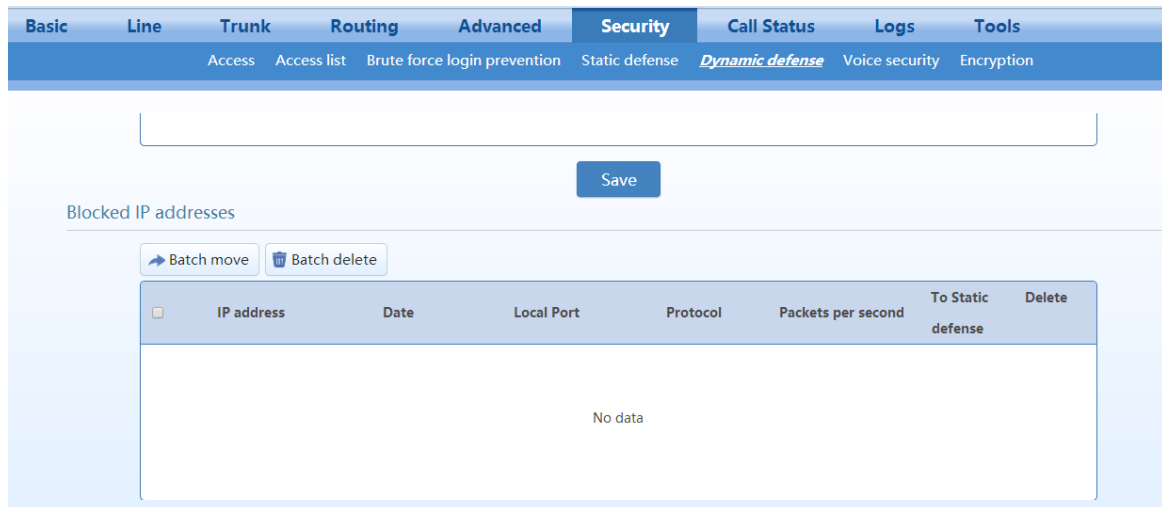 Basic Line Trunk Routing Advanced Security Call Status Logs Tools
Access Access list Brute force login prevention Static defense Dynamic defense Voice security Encryption
Save
Blocked IP addresses
Batch move Batch delete
IP address Date Local Port Protocol Packets per second To Static defense Delete
No data